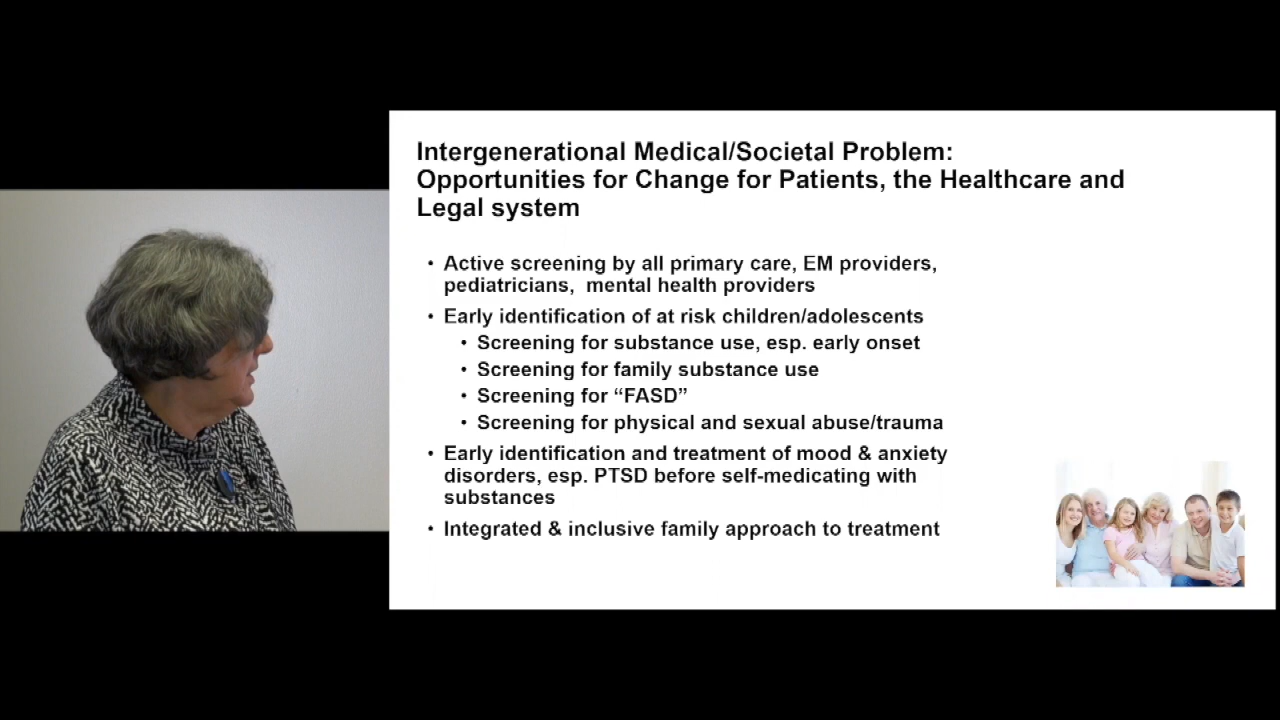 Intergenerational Medical/Societal Problem:
Opportunities for Change for Patients, the Healthcare and
Legal system
• Active screening by all primary care, EM providers,
pediatricians, mental health providers
• Early identification of at risk children/adolescents
• Screening for substance use, esp. early onset
• Screening for family substance use
• Screening for “FASD”
• Screening for physical and sexual abuse/trauma
• Early identification and treatment of mood & anxiety
disorders, esp. PTSD before self-medicating with
substances
• Integrated & inclusive family approach to treatment